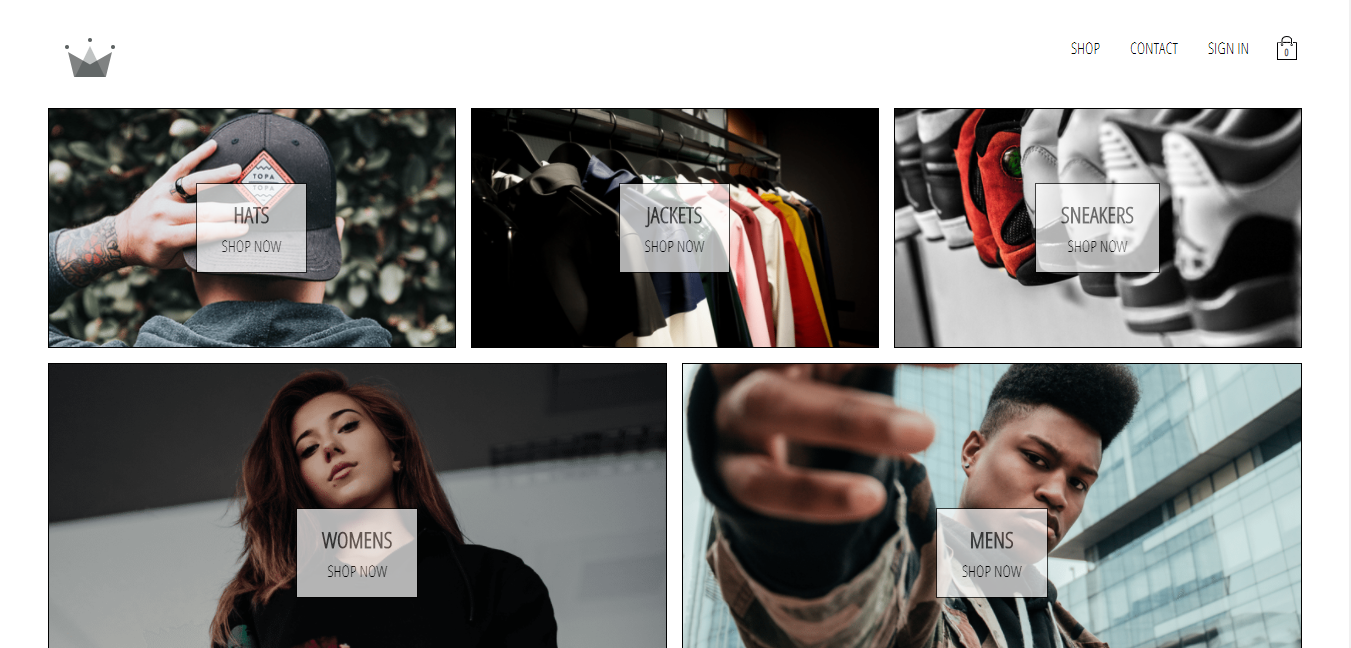 SHOP CONTACT SIGN IN 0
TOPA
TOPA
HATS
SHOP NOW
JACKETS
SHOP NOW
SNEAKERS
SHOP NOW
WOMENS
SHOP NOW
MENS
SHOP NOW